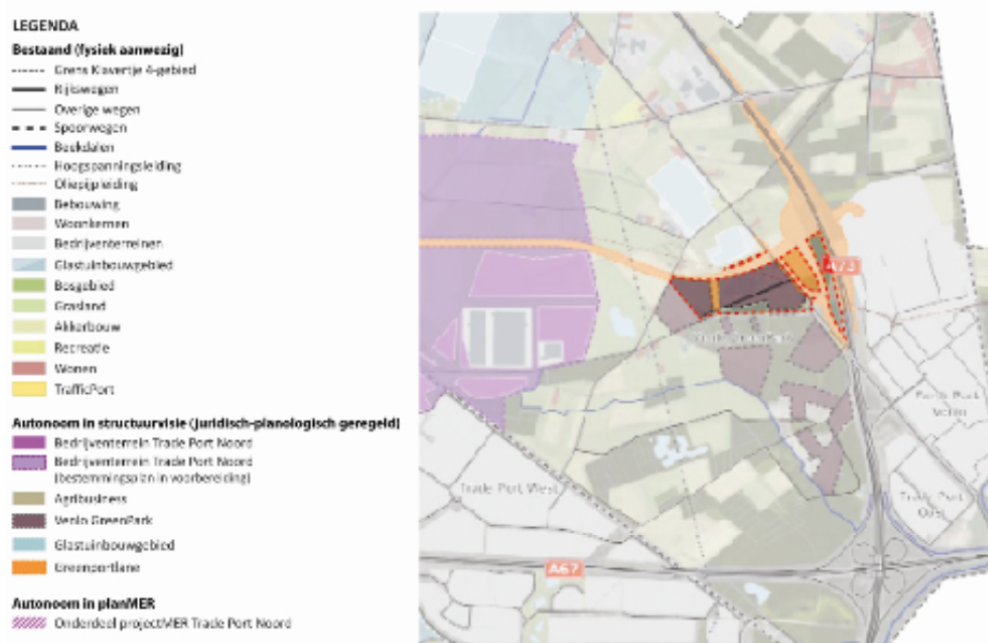 LEGENDA
Bestaand (fysiek aanwezig)
Grens Klavertje 4-gebied
Rijkswegen
Overige wegen
Spoorwegen
Beekdalen
Hoogspanningsleiding
Oliepijpleiding
Bebouwing
Woonkernen
Bedrijventerreinen
Glastuinbouwgebied
Bosgebied
Grasland
Akkerbouw
Recreatie
Wonen
TrafficPort
Autonoom in structuurvisie (juridisch-planologisch geregeld)
Bedrijventerrein Trade Port Noord
Bedrijventerrein Trade Port Noord
(bestemmingsplan in voorbereiding)
Agribusiness
Venlo GreenPark
Glastuinbouwgebied
Greenportlane
Autonoom in planMER
Onderdeel projectMER Trade Port Noord
A73
Trade Port West
Trade Port
Oost
A67